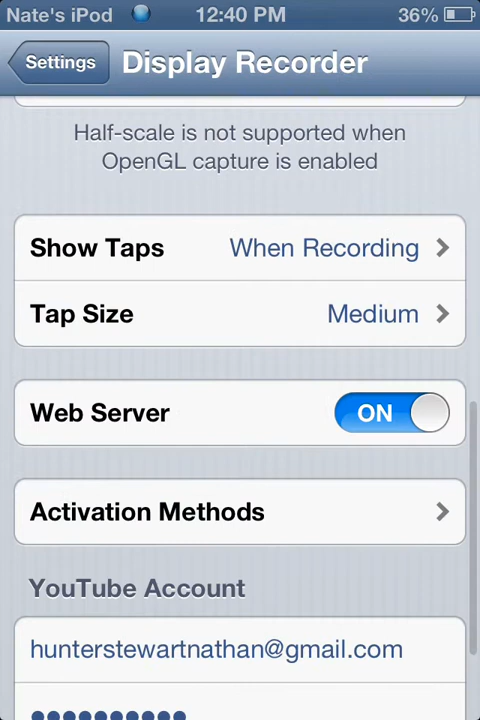 Nate's iPod 12:40 PM 36%
Settings Display Recorder
Half-scale is not supported when
OpenGL capture is enabled
Show Taps When Recording
Tap Size Medium
Web Server ON
Activation Methods
YouTube Account
hunterstewartnathan@gmail.com